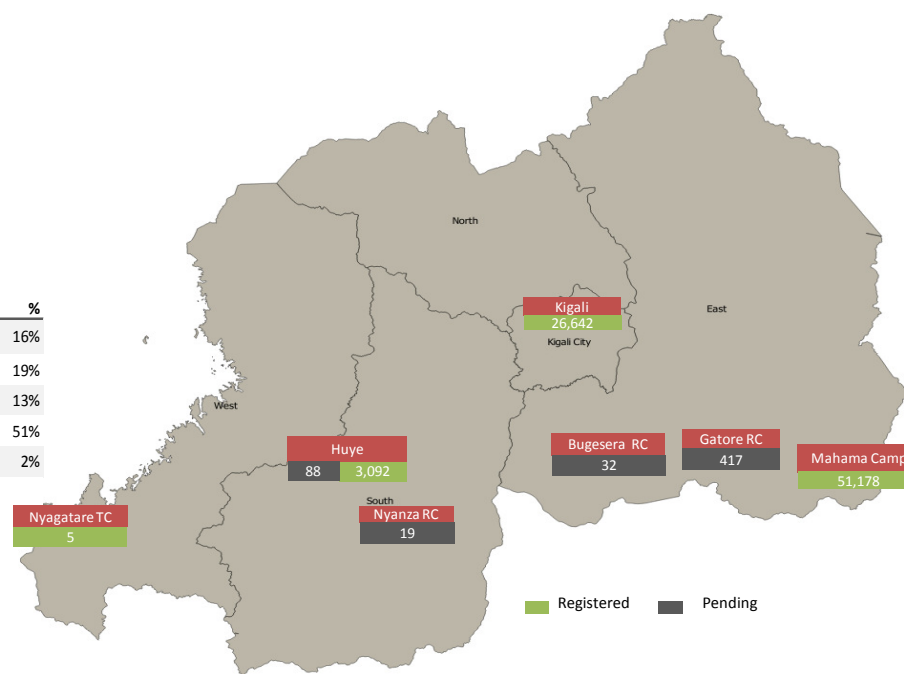 %
16%
19%
13%
51%
2%
North
Kigali
26,642
Kigali City
East
West
Huye
88 3,092
South
Nyanza RC
19
Bugesera RC
32
Gatore RC
417
Mahama Camp
51,178
Nyagatare TC
5
Registered Pending